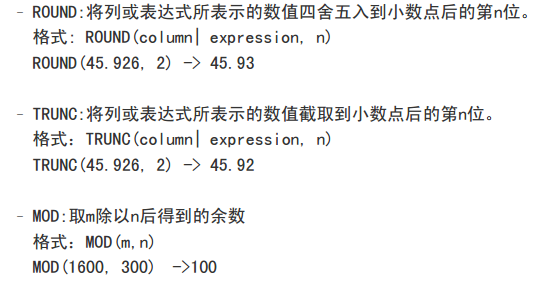 - ROUND:将列或表达式所表示的数值四舍五入到小数点后的第n位。
格式: ROUND(column| expression, n)
ROUND(45.926, 2) -> 45.93
- TRUNC:将列或表达式所表示的数值截取到小数点后的第n位。
格式: TRUNC(column| expression, n)
TRUNC(45.926, 2) -> 45.92
- MOD:取m除以n后得到的余数
格式: MOD(m,n)
MOD(1600, 300) ->100